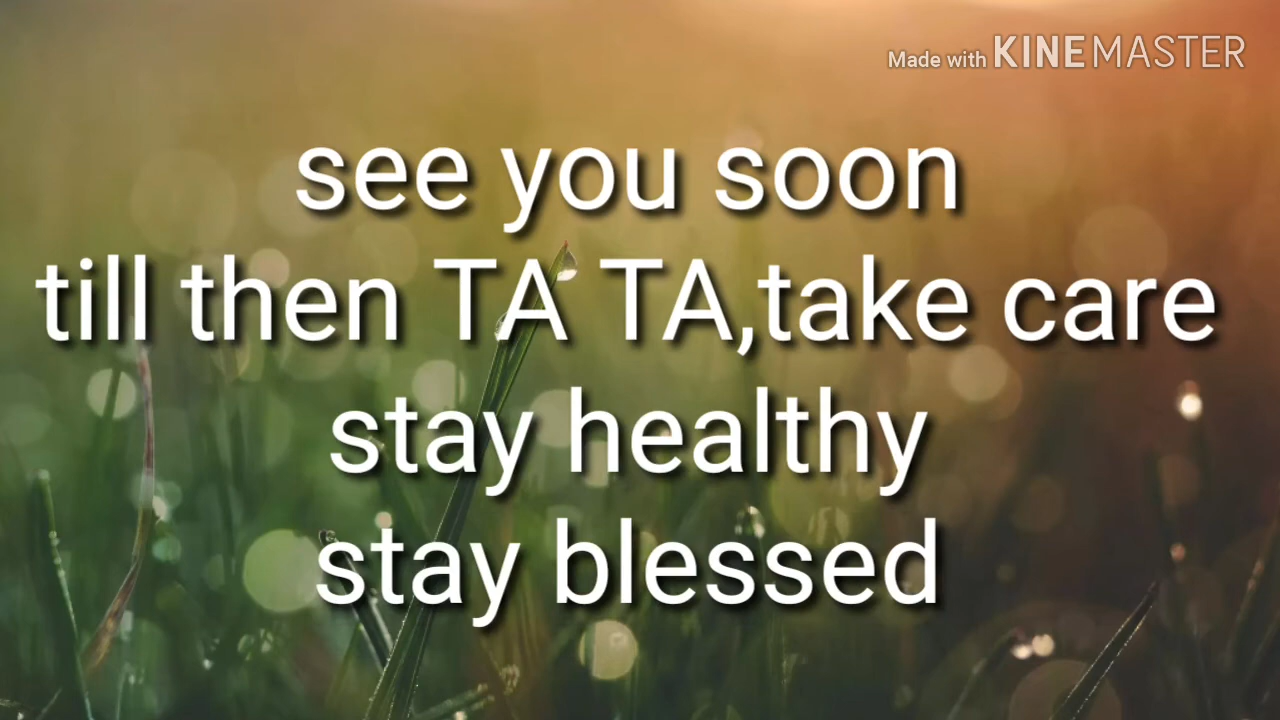 Made with KINEMASTER
see you soon
till then TA TA,take care
stay healthy
stay blessed